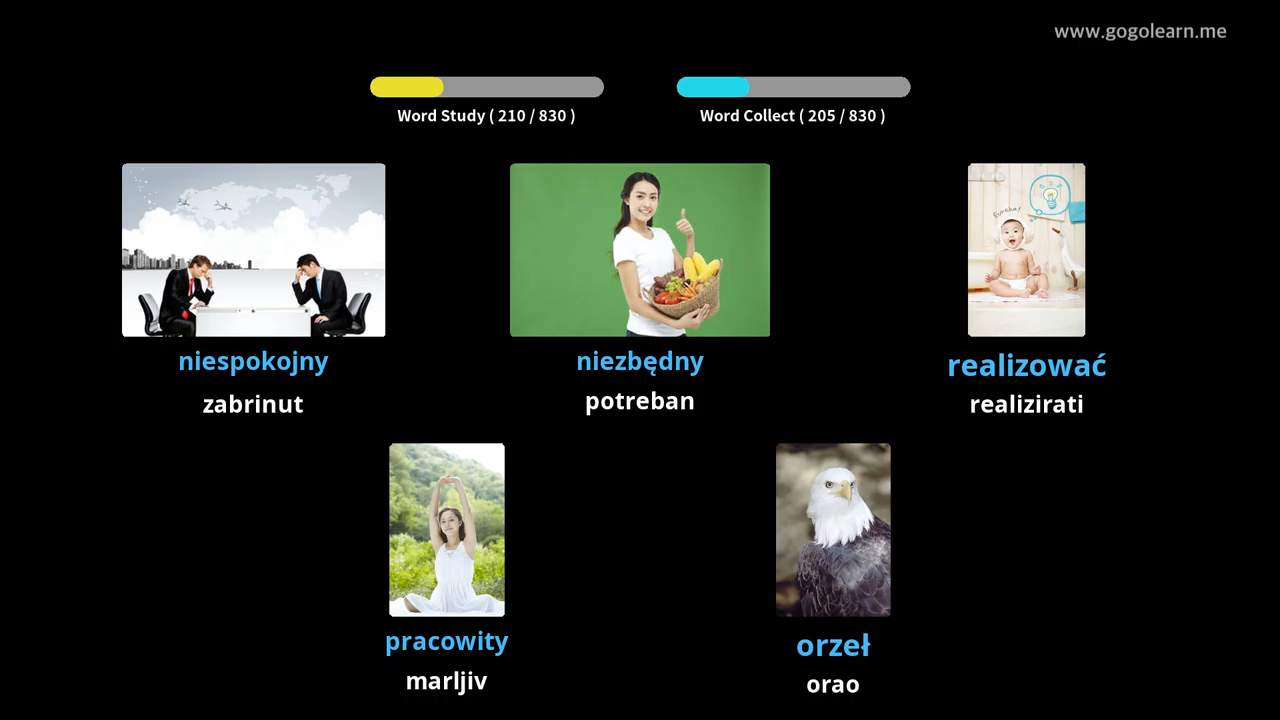 www.gogolearn.me
Word Study ( 210 / 830 )
Word Collect ( 205 / 830 )
Eureka!
niespokojny
niezbędny
realizować
zabrinut
potreban
realizirati
pracowity
orzeł
marljiv
orao